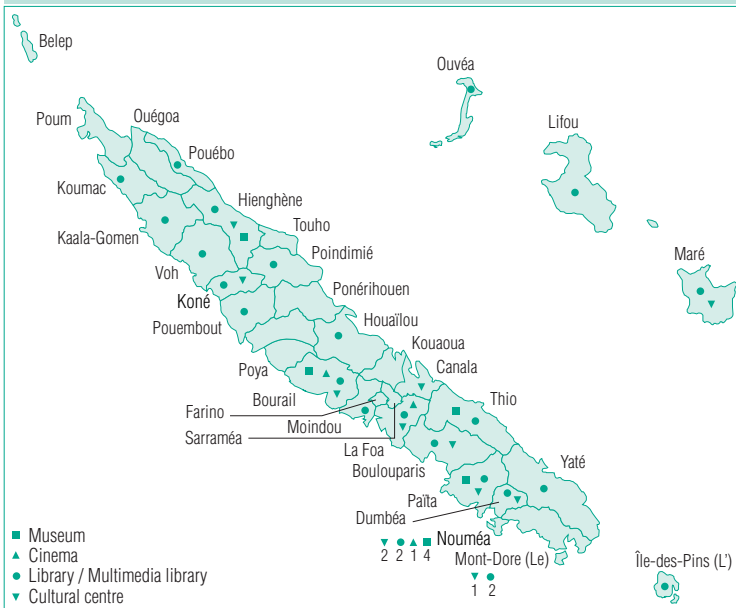 Belep
Ouvéa
Lifou
Poum
Ouégoa
Pouébo
Koumac
Hienghène
Kaala-Gomen
Touho
Voh
Poindimié
Maré
Koné
Ponérihouen
Pouembout
Houaïlou
Kouaoua
Poya
Canala
Bourail
Thio
Farino
Moindou
Sarraméa
La Foa
Boulouparis
Yaté
Païta
Dumbéa
Nouméa
2 2 1 4
Mont-Dore (Le)
1 2
Île-des-Pins (L')
Museum
Cinema
Library / Multimedia library
Cultural centre